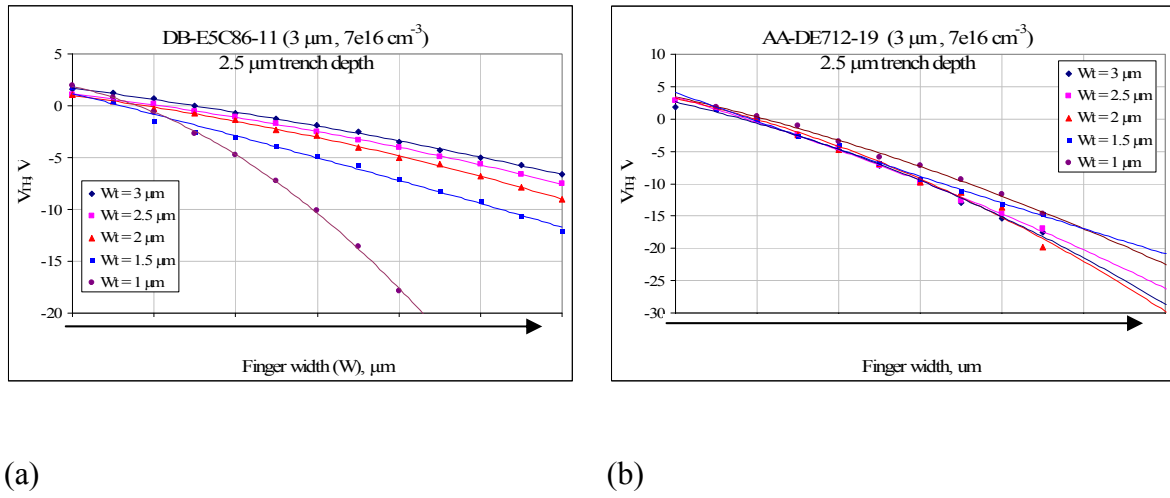 DB-E5C86-11 (3 µm , 7e16 cm-3)
2.5 µm trench depth
5
0
-5
-10
-15
-20
VTH, V
Wt = 3 µm
Wt = 2.5 µm
Wt = 2 µm
Wt = 1.5 µm
Wt = 1 µm
Finger width (W), µm
(a)
AA-DE712-19 (3 µm, 7e16 cm-3)
2.5 µm trench depth
10
5
0
-5
-10
-15
-20
-25
-30
VTH, V
Wt = 3 µm
Wt = 2.5 µm
Wt = 2 µm
Wt = 1.5 µm
Wt = 1 µm
Finger width, um
(b)